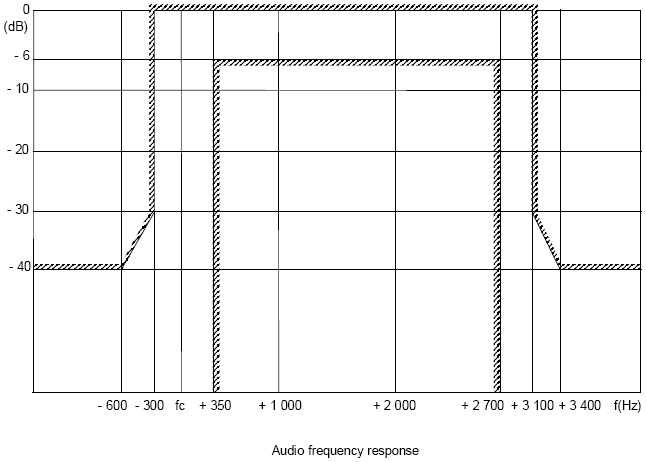 0
(dB)
- 6
- 10
- 20
- 30
- 40
- 600 - 300 fc + 350 + 1 000 + 2 000 + 2 700 + 3 100 + 3 400 f(Hz)
Audio frequency response